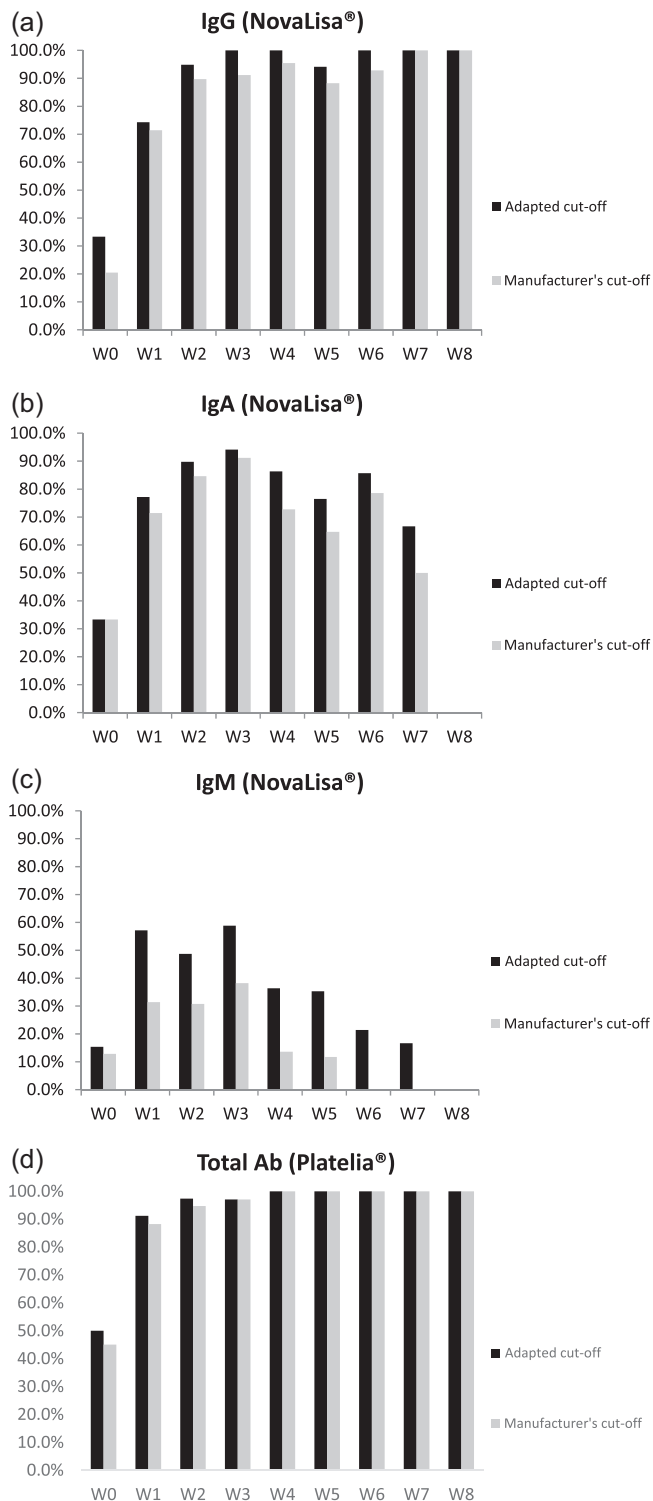 (a)
IgG (NovaLisa®)
100.0%
90.0%
80.0%
70.0%
60.0%
50.0%
40.0%
30.0%
20.0%
10.0%
0.0%
W0 W1 W2 W3 W4 W5 W6 W7 W8
Adapted cut-off
Manufacturer's cut-off
(b)
IgA (NovaLisa®)
100.0%
90.0%
80.0%
70.0%
60.0%
50.0%
40.0%
30.0%
20.0%
10.0%
0.0%
W0 W1 W2 W3 W4 W5 W6 W7 W8
Adapted cut-off
Manufacturer's cut-off
(c)
IgM (NovaLisa®)
100.0%
90.0%
80.0%
70.0%
60.0%
50.0%
40.0%
30.0%
20.0%
10.0%
0.0%
W0 W1 W2 W3 W4 W5 W6 W7 W8
Adapted cut-off
Manufacturer's cut-off
(d)
Total Ab (Platelia®)
100.0%
90.0%
80.0%
70.0%
60.0%
50.0%
40.0%
30.0%
20.0%
10.0%
0.0%
W0 W1 W2 W3 W4 W5 W6 W7 W8
Adapted cut-off
Manufacturer's cut-off